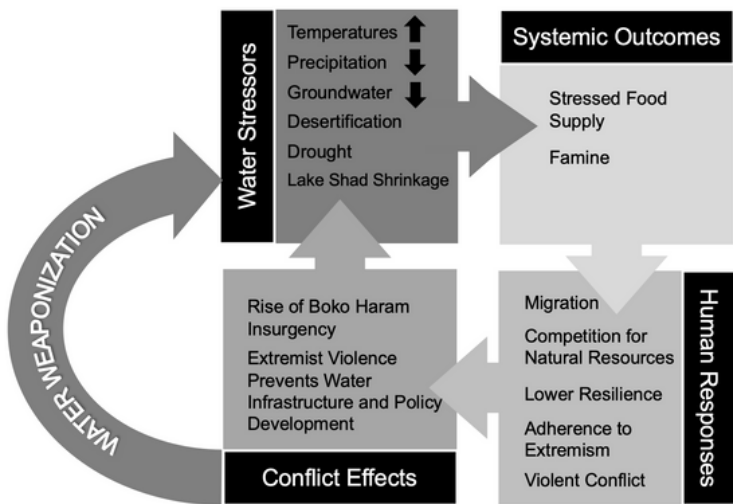 Water Stressors
Temperatures
Precipitation
Groundwater
Desertification
Drought
Lake Shad Shrinkage
Systemic Outcomes
Stressed Food
Supply
Famine
Human Responses
Migration
Competition for
Natural Resources
Lower Resilience
Adherence to
Extremism
Violent Conflict
Rise of Boko Haram
Insurgency
Extremist Violence
Prevents Water
Infrastructure and Policy
Development
Conflict Effects
WATER WEAPONIZATION